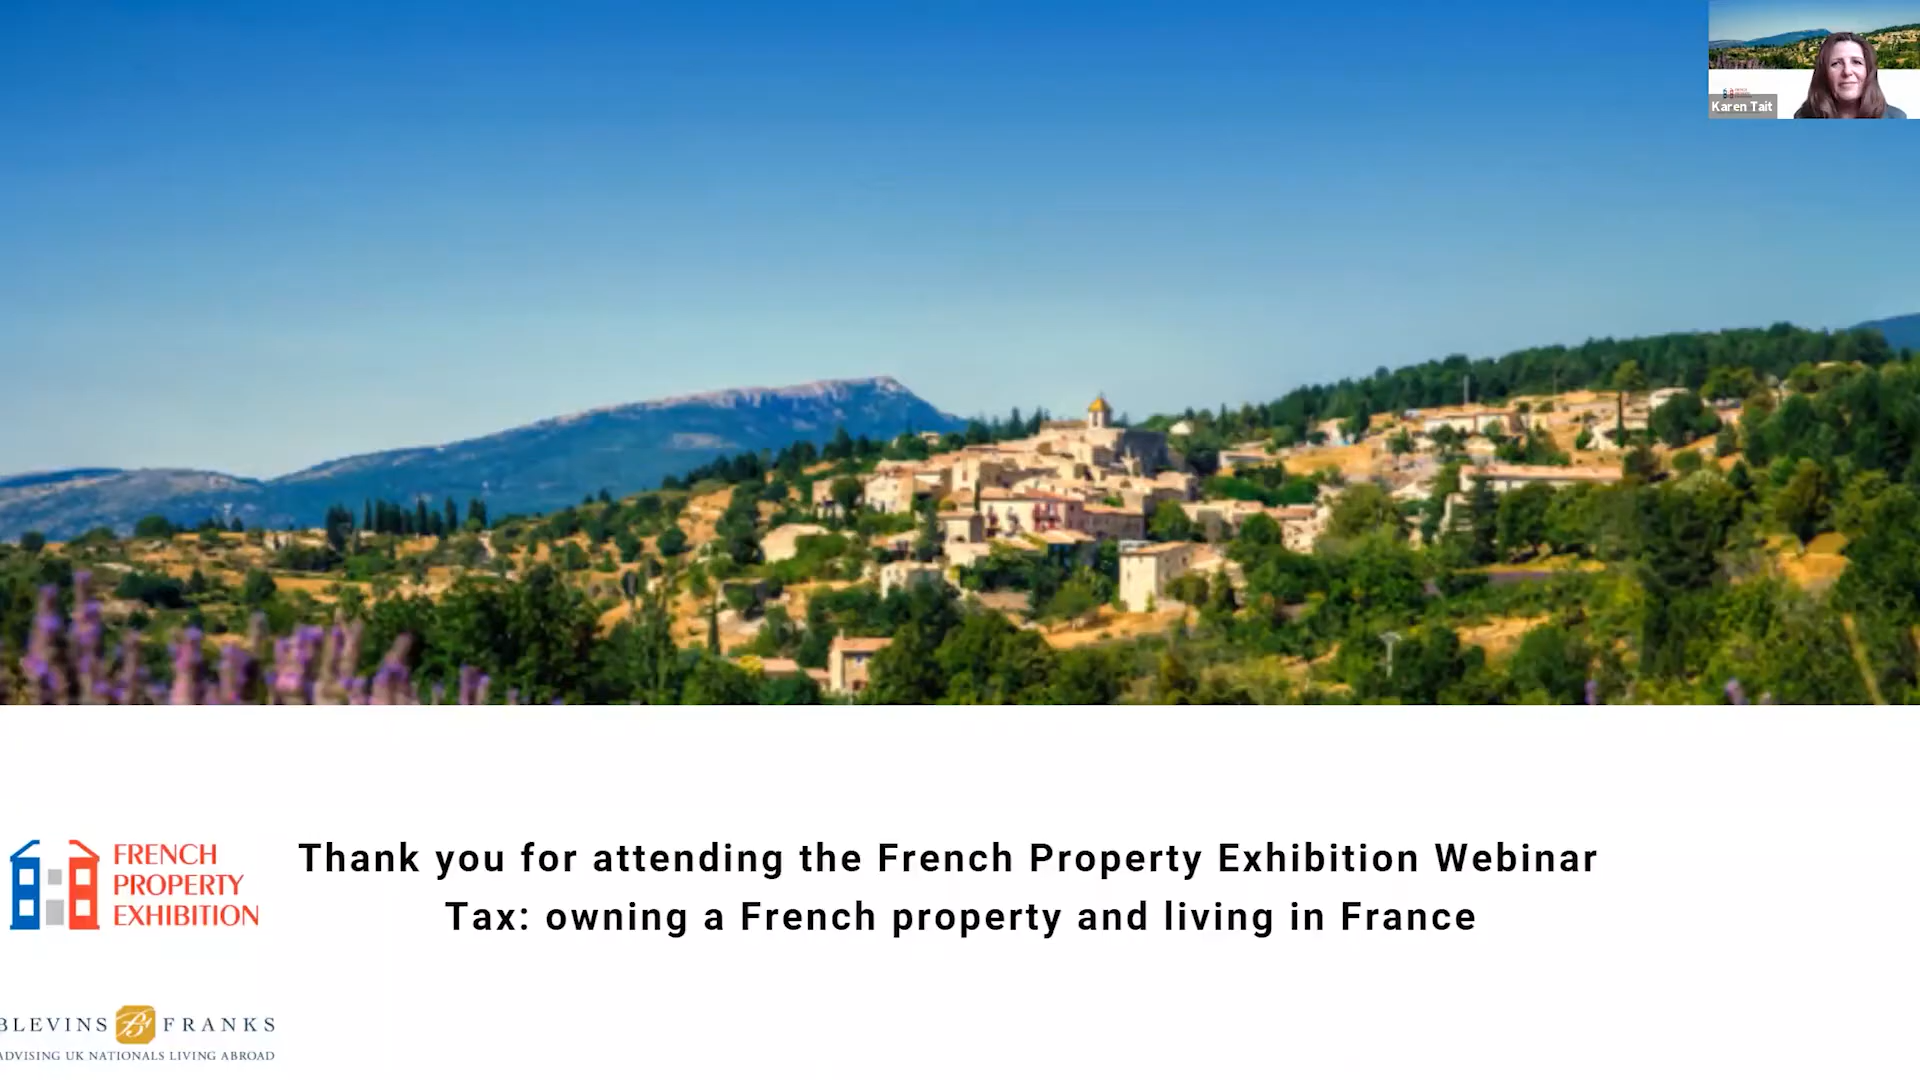 Karen Tait
FRENCH
PROPERTY
EXHIBITION
Thank you for attending the French Property Exhibition Webinar
Tax: owning a French property and living in France
BLEVINS FRANKS
ADVISING UK NATIONALS LIVING ABROAD